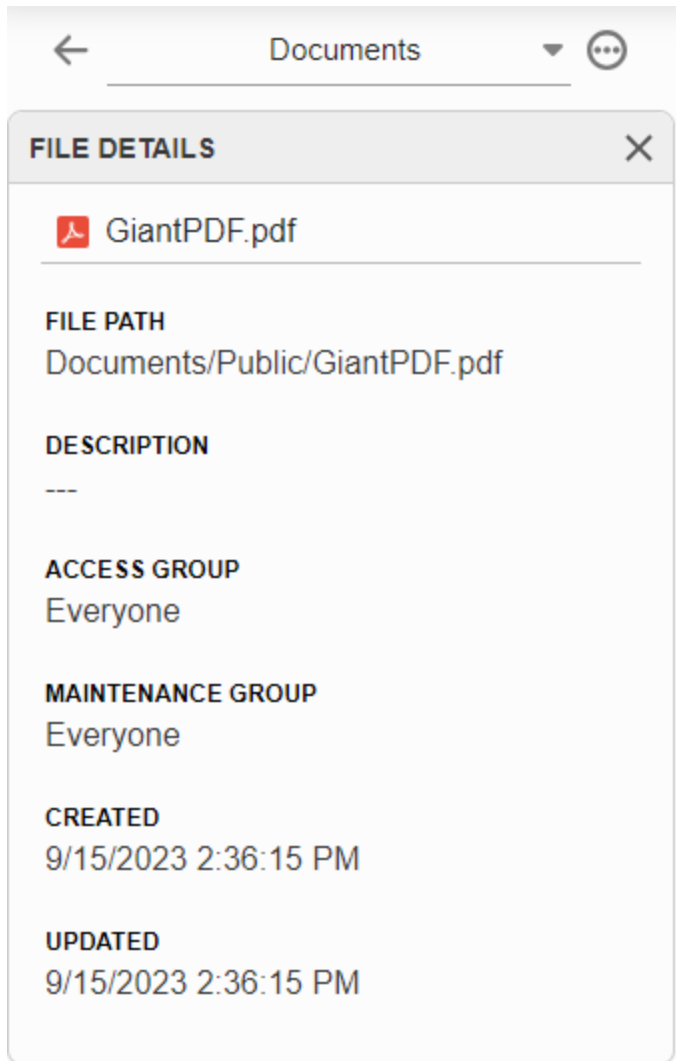 Documents
FILE DETAILS
GiantPDF.pdf
FILE PATH
Documents/Public/GiantPDF.pdf
DESCRIPTION
---
ACCESS GROUP
Everyone
MAINTENANCE GROUP
Everyone
CREATED
9/15/2023 2:36:15 PM
UPDATED
9/15/2023 2:36:15 PM